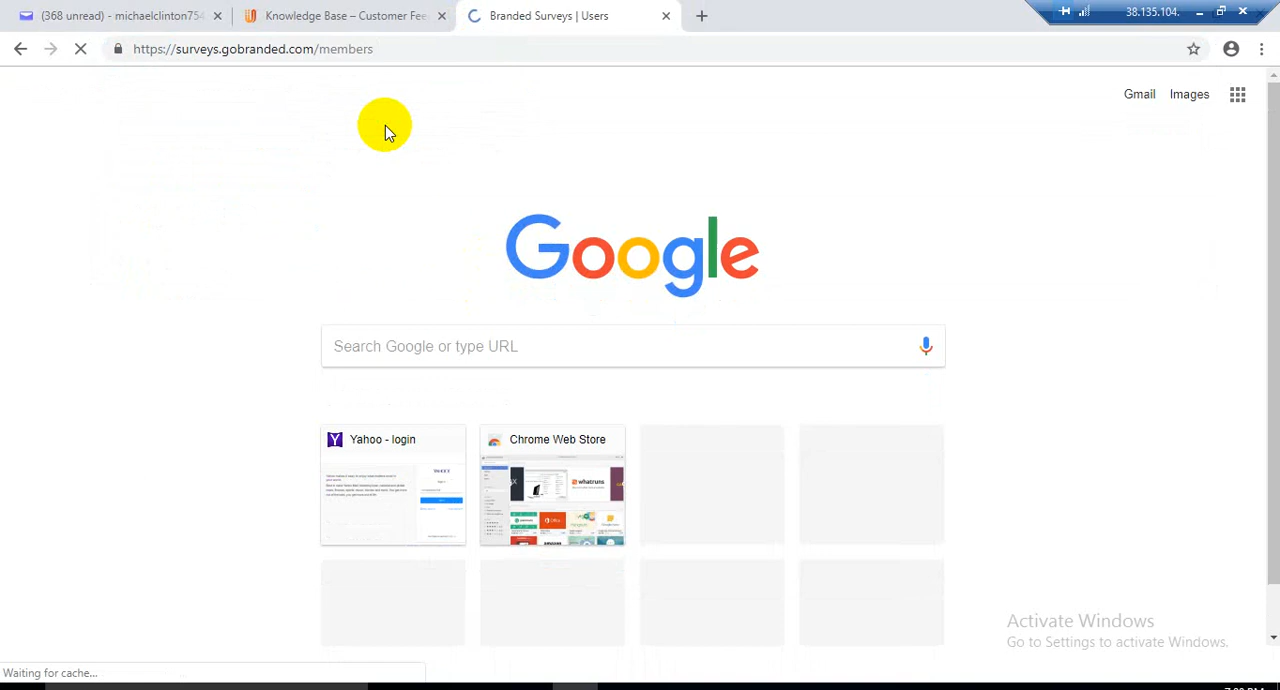 (368 unread) - michaelclinton754
Knowledge Base – Customer Fee
Branded Surveys | Users
38.135.104.
https://surveys.gobranded.com/members
Gmail Images
Google
Search Google or type URL
Yahoo - login
Chrome Web Store
whatruns
Activate Windows
Go to Settings to activate Windows.
Waiting for cache...